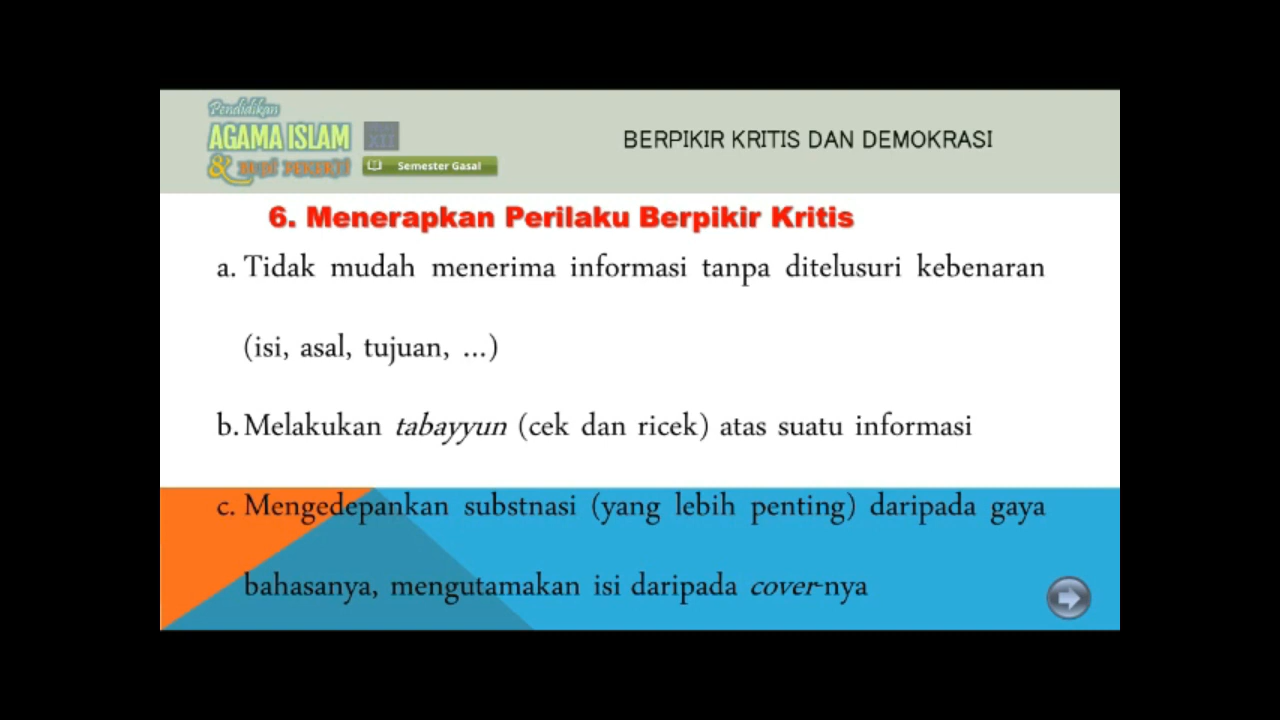 Pendidikan
AGAMA ISLAM
& BUDI PEKERTI
XII
Semester Gasal
BERPIKIR KRITIS DAN DEMOKRASI
6. Menerapkan Perilaku Berpikir Kritis
a. Tidak mudah menerima informasi tanpa ditelusuri kebenaran
(isi, asal, tujuan, ...)
b. Melakukan tabayyun (cek dan ricek) atas suatu informasi
c. Mengedepankan substnasi (yang lebih penting) daripada gaya
bahasanya, mengutamakan isi daripada cover-nya